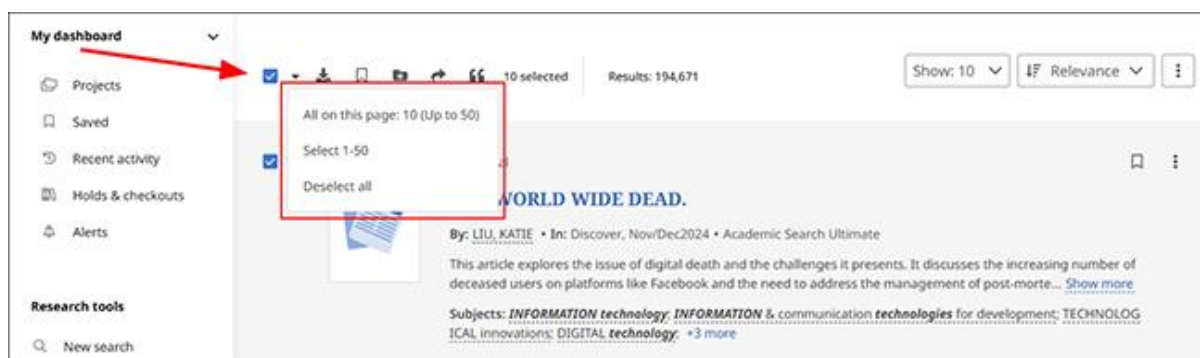 My dashboard
Projects
Saved
Recent activity
Holds & checkouts
Alerts
Research tools
New search
10 selected
Results: 194,671
Show: 10
Relevance
All on this page: 10 (Up to 50)
Select 1-50
Deselect all
WORLD WIDE DEAD.
By: LIU, KATIE • In: Discover, Nov/Dec2024 • Academic Search Ultimate
This article explores the issue of digital death and the challenges it presents. It discusses the increasing number of
deceased users on platforms like Facebook and the need to address the management of post-morte... Show more
Subjects: INFORMATION technology; INFORMATION & communication technologies for development; TECHNOLOG
ICAL innovations; DIGITAL technology; +3 more